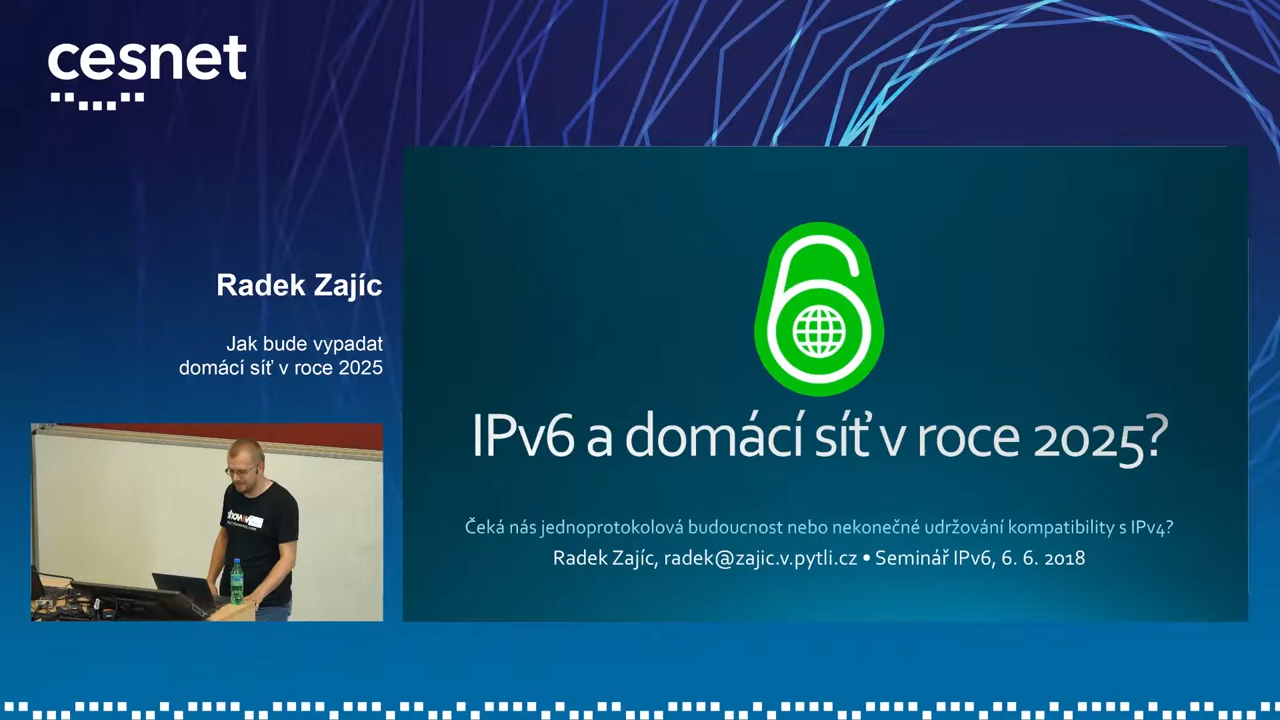 cesnet
Radek Zajíc
Jak bude vypadat
domácí síť v roce 2025
IPv6 a domácí síť v roce 2025?
Čeká nás jednoprotokolová budoucnost nebo nekonečné udržování kompatibility s IPv4?
Radek Zajíc, radek@zajic.v.pytli.cz • Seminář IPv6, 6. 6. 2018